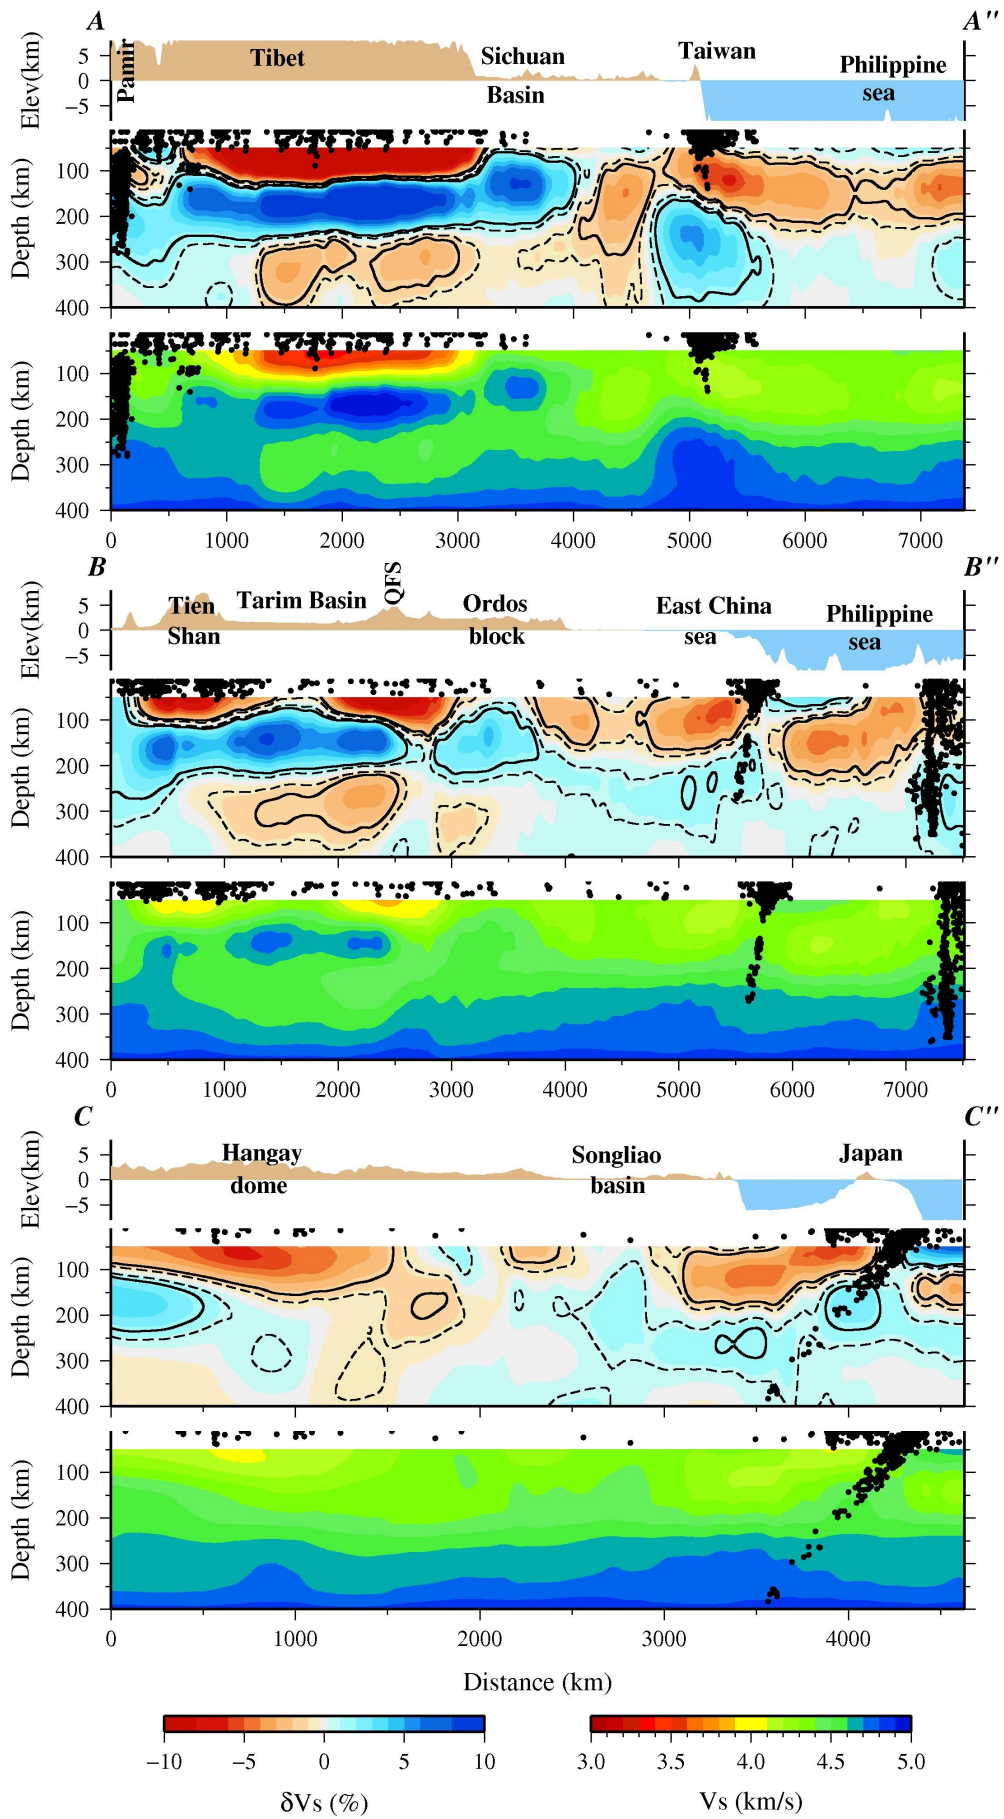 A A''
Elev(km)
5
0
−5
Pamir
Tibet
Sichuan
Basin
Taiwan
Philippine
sea
Depth (km)
100
200
300
400
Depth (km)
100
200
300
400
0 1000 2000 3000 4000 5000 6000 7000
B B''
Elev(km)
5
0
−5
Tien
Shan
Tarim Basin
QFS
Ordos
block
East China
sea
Philippine
sea
Depth (km)
100
200
300
400
Depth (km)
100
200
300
400
0 1000 2000 3000 4000 5000 6000 7000
C C''
Elev(km)
5
0
−5
Hangay
dome
Songliao
basin
Japan
Depth (km)
100
200
300
400
Depth (km)
100
200
300
400
0 1000 2000 3000 4000
Distance (km)
−10 −5 0 5 10
δVs (%)
3.0 3.5 4.0 4.5 5.0
Vs (km/s)